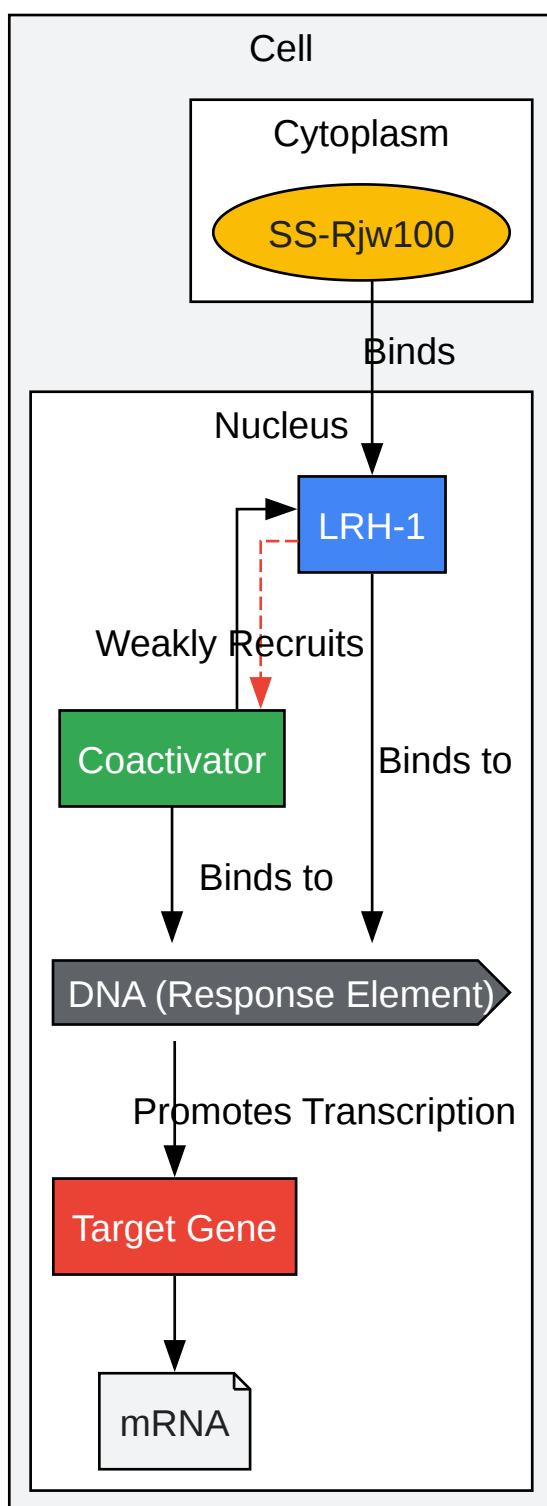 Cell
Cytoplasm
SS-Rjw100
Binds
Nucleus
LRH-1
Weakly Recruits
Coactivator
Binds to
Binds to
DNA (Response Element)
Promotes Transcription
Target Gene
mRNA